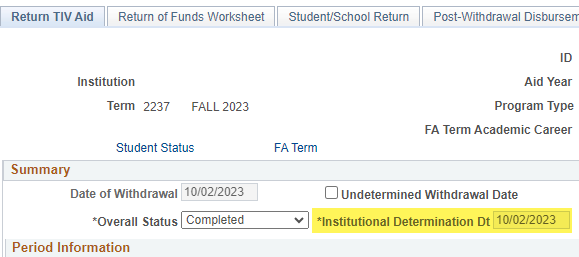 Return TIV Aid Return of Funds Worksheet Student/School Return Post-Withdrawal Disbursem
ID
Institution Aid Year
Term 2237 FALL 2023 Program Type
FA Term Academic Career
Student Status FA Term
Summary
Date of Withdrawal 10/02/2023 Undetermined Withdrawal Date
*Overall Status Completed *Institutional Determination Dt 10/02/2023
Period Information